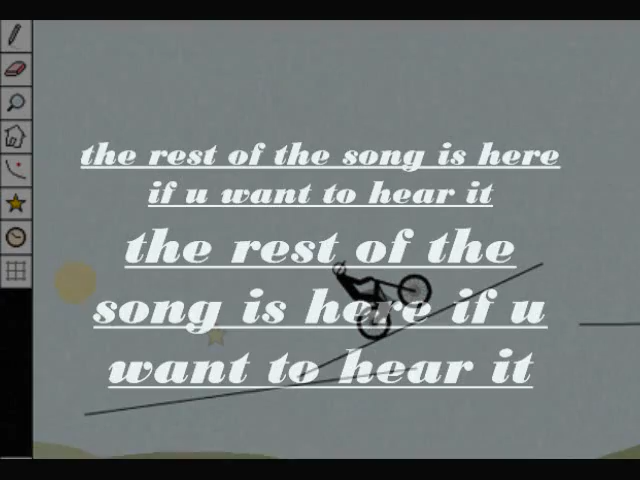 the rest of the song is here
if u want to hear it
the rest of the
song is here if u
want to hear it